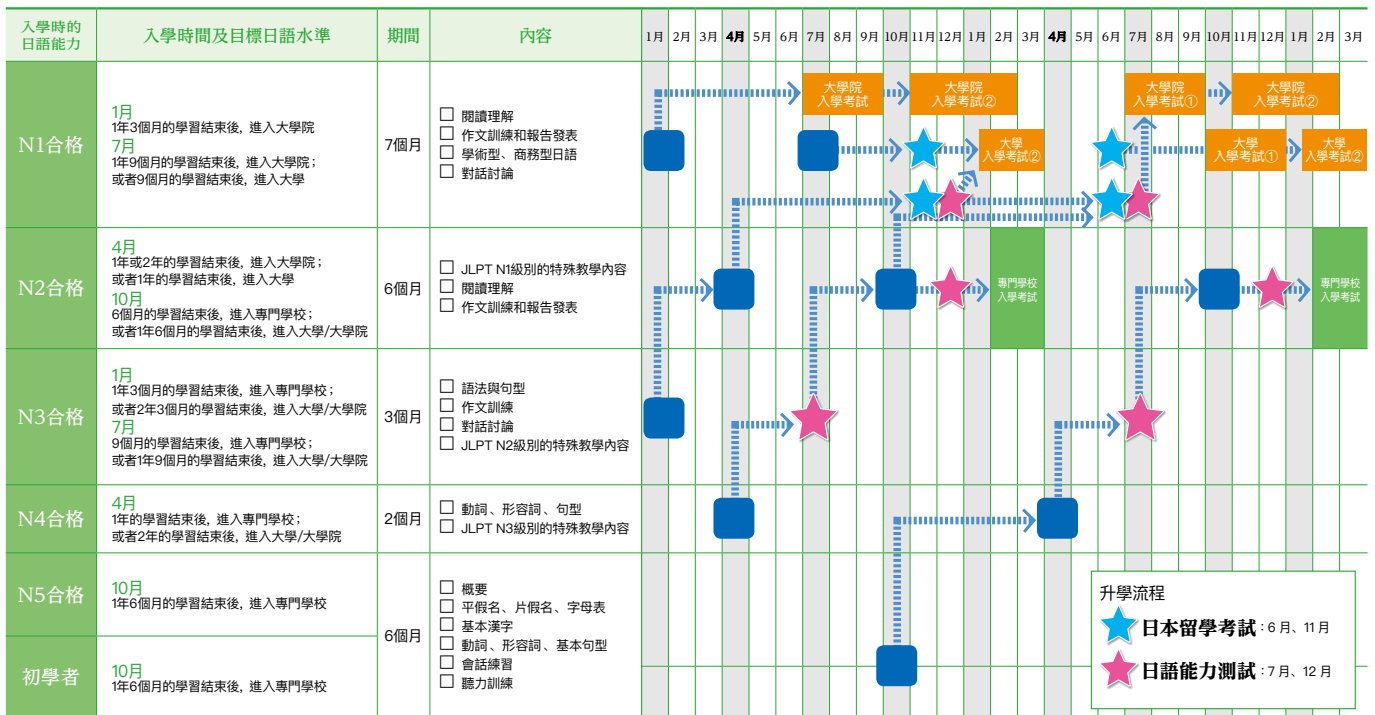 入學時的
日語能力
入學時間及目標日語水準
期間
內容
1月 2月 3月 4月 5月 6月 7月 8月 9月 10月 11月 12月 1月 2月 3月 4月 5月 6月 7月 8月 9月 10月 11月 12月 1月 2月 3月
N1合格
1月
1年3個月的學習結束後, 進入大學院
7月
1年9個月的學習結束後, 進入大學院；
或者9個月的學習結束後, 進入大學
7個月
□ 閱讀理解
□ 作文訓練和報告發表
□ 學術型、商務型日語
□ 對話討論
大學院
入學考試
大學院
入學考試②
大學
入學考試②
大學院
入學考試①
大學院
入學考試②
大學
入學考試①
大學
入學考試②
N2合格
4月
1年或2年的學習結束後, 進入大學院；
或者1年的學習結束後, 進入大學
10月
6個月的學習結束後, 進入專門學校；
或者1年6個月的學習結束後, 進入大學/大學院
6個月
□ JLPT N1級別的特殊教學內容
□ 閱讀理解
□ 作文訓練和報告發表
專門學校
入學考試
專門學校
入學考試
N3合格
1月
1年3個月的學習結束後, 進入專門學校；
或者2年3個月的學習結束後, 進入大學/大學院
7月
9個月的學習結束後, 進入專門學校；
或者1年9個月的學習結束後, 進入大學/大學院
3個月
□ 語法與句型
□ 作文訓練
□ 對話討論
□ JLPT N2級別的特殊教學內容
N4合格
4月
1年的學習結束後, 進入專門學校；
或者2年的學習結束後, 進入大學/大學院
2個月
□ 動詞、形容詞、句型
□ JLPT N3級別的特殊教學內容
N5合格
10月
1年6個月的學習結束後, 進入專門學校
初學者
10月
1年6個月的學習結束後, 進入專門學校
6個月
□ 概要
□ 平假名、片假名、字母表
□ 基本漢字
□ 動詞、形容詞、基本句型
□ 會話練習
□ 聽力訓練
升學流程
日本留學考試：6月、11月
日語能力測試：7月、12月